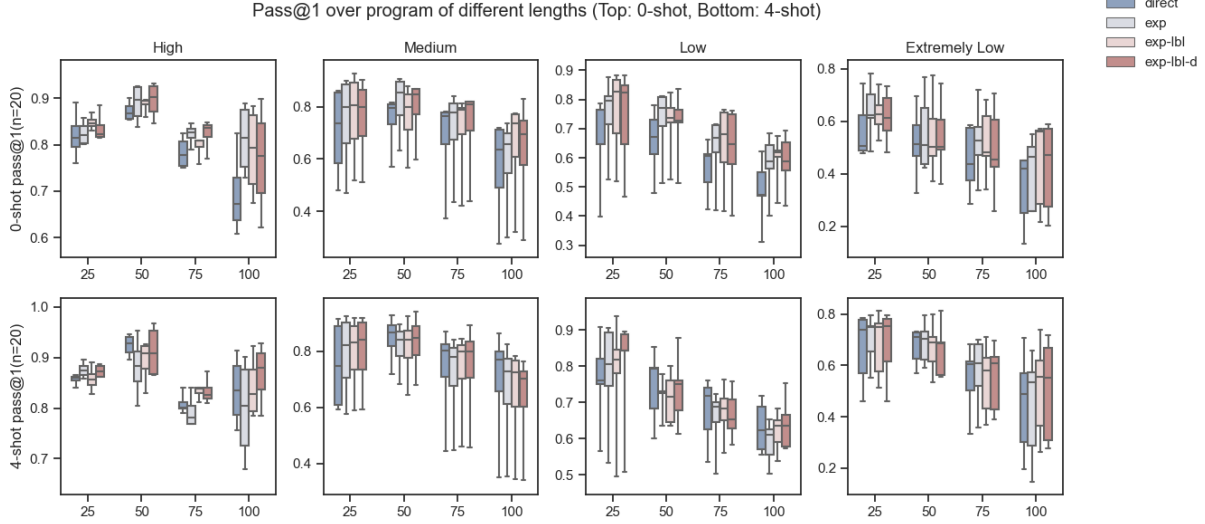 Pass@1 over program of different lengths (Top: 0-shot, Bottom: 4-shot)
direct
exp
exp-lbl
exp-lbl-d
High
Medium
Low
Extremely Low
0-shot pass@1(n=20)
0.9
0.8
0.7
0.6
25 50 75 100
0.8
0.6
0.4
25 50 75 100
0.9
0.8
0.7
0.6
0.5
0.4
0.3
25 50 75 100
0.8
0.6
0.4
0.2
25 50 75 100
4-shot pass@1(n=20)
1.0
0.9
0.8
0.7
25 50 75 100
0.8
0.6
0.4
25 50 75 100
0.9
0.8
0.7
0.6
0.5
25 50 75 100
0.8
0.6
0.4
0.2
25 50 75 100